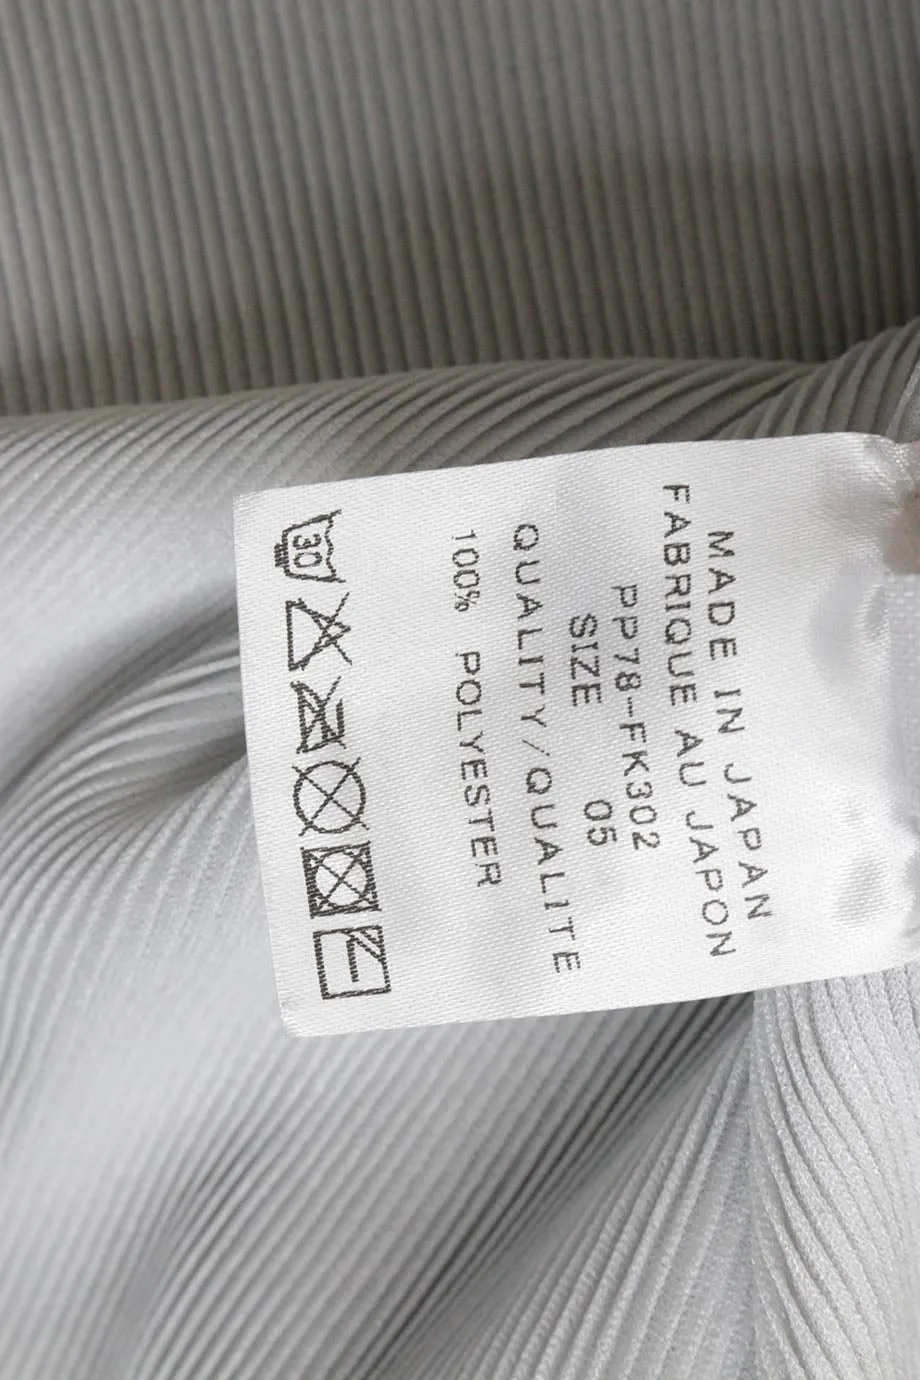 MADE IN JAPAN
FABRIQUE AU JAPON
PP78-FK302
SIZE 05
QUALITY/QUALITE
100% POLYESTER
30